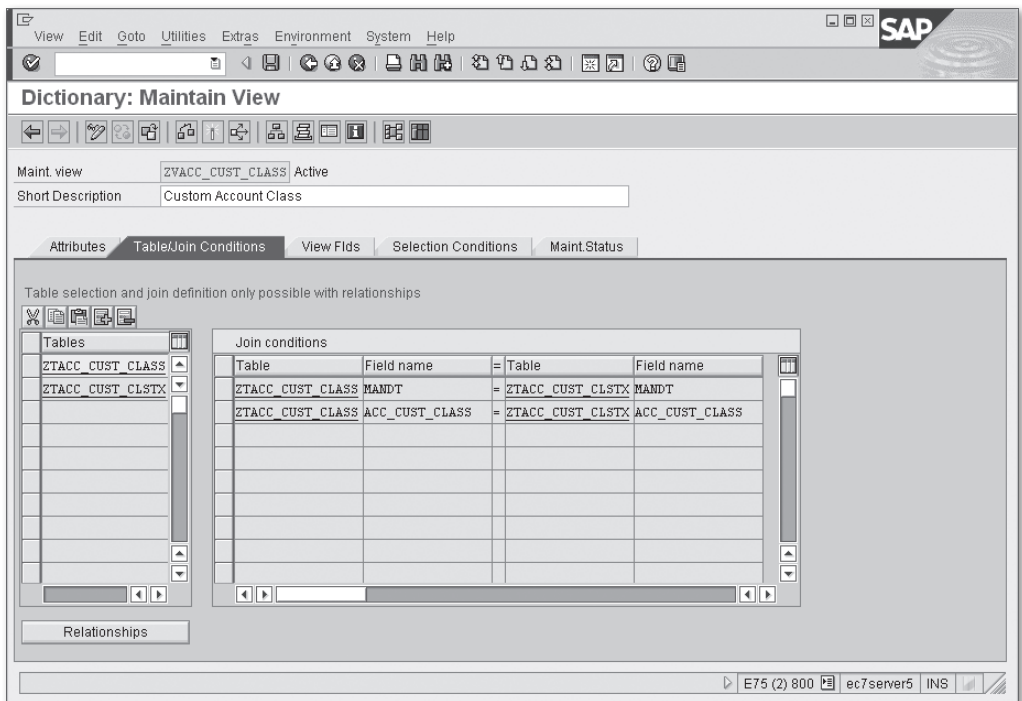 View Edit Goto Utilities Extras Environment System Help
SAP
Dictionary: Maintain View
Maint. view ZVACC_CUST_CLASS Active
Short Description Custom Account Class
Attributes Table/Join Conditions View Flds Selection Conditions Maint.Status
Table selection and join definition only possible with relationships
Tables Join conditions
ZTACC_CUST_CLASS Table Field name = Table Field name
ZTACC_CUST_CLSTX ZTACC_CUST_CLASS MANDT = ZTACC_CUST_CLSTX MANDT
ZTACC_CUST_CLASS ACC_CUST_CLASS = ZTACC_CUST_CLSTX ACC_CUST_CLASS
Relationships
E75 (2) 800 ec7server5 INS